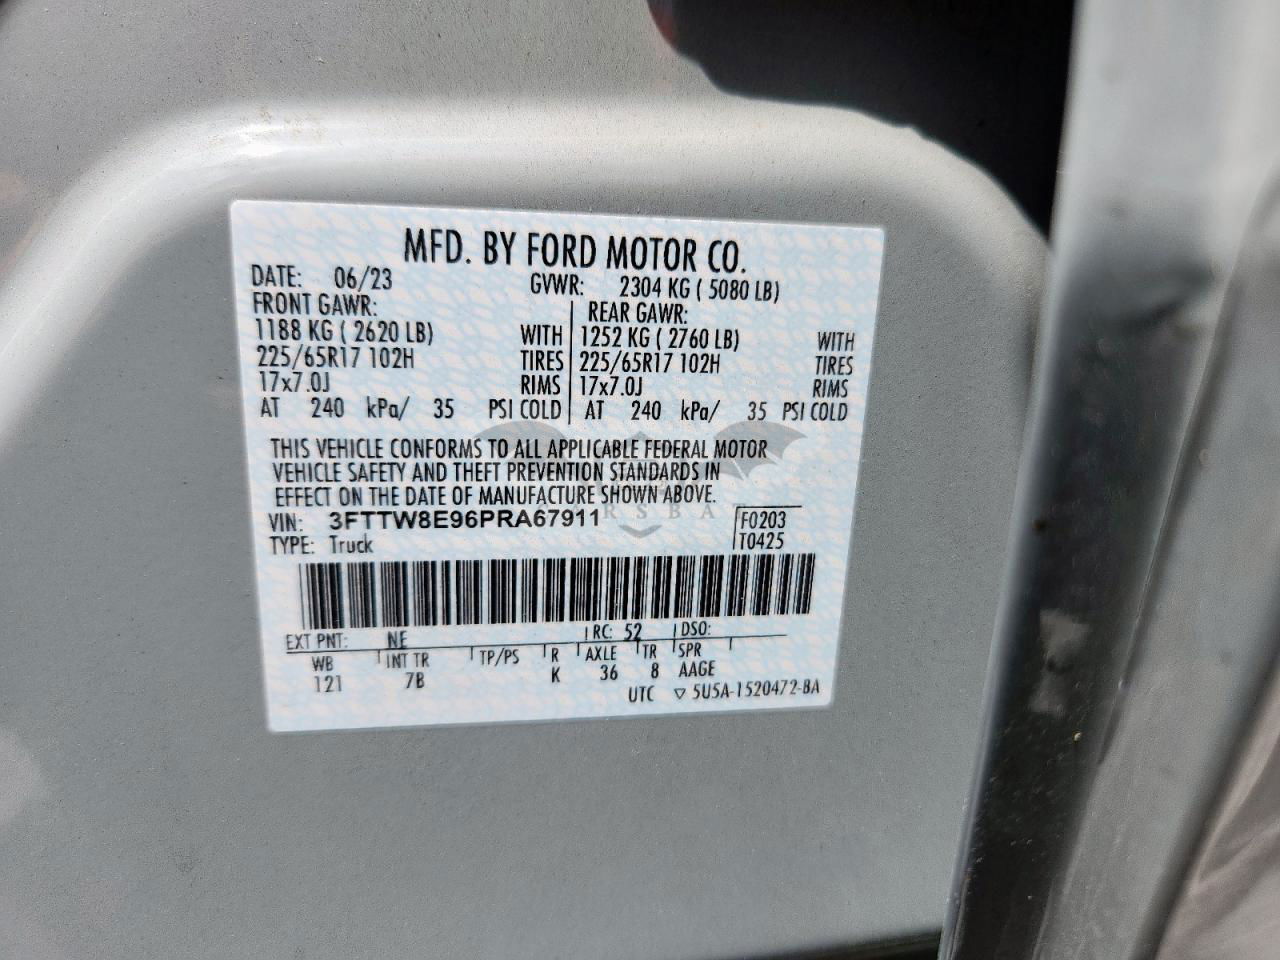 MFD. BY FORD MOTOR CO.
DATE: 06/23 GVWR: 2304 KG ( 5080 LB)
FRONT GAWR: REAR GAWR:
1188 KG ( 2620 LB) WITH 1252 KG ( 2760 LB) WITH
225/65R17 102H TIRES 225/65R17 102H TIRES
17x7.0J RIMS 17x7.0J RIMS
AT 240 kPa/ 35 PSI COLD AT 240 kPa/ 35 PSI COLD
THIS VEHICLE CONFORMS TO ALL APPLICABLE FEDERAL MOTOR
VEHICLE SAFETY AND THEFT PREVENTION STANDARDS IN
EFFECT ON THE DATE OF MANUFACTURE SHOWN ABOVE.
VIN: 3FTTW8E96PRA67911 F0203
TYPE: Truck T0425
EXT PNT: NE RC: 52 DSO:
WB INT TR TP/PS R AXLE TR SPR
121 7B K 36 8 AAGE
UTC ▽ 5U5A-1520472-BA